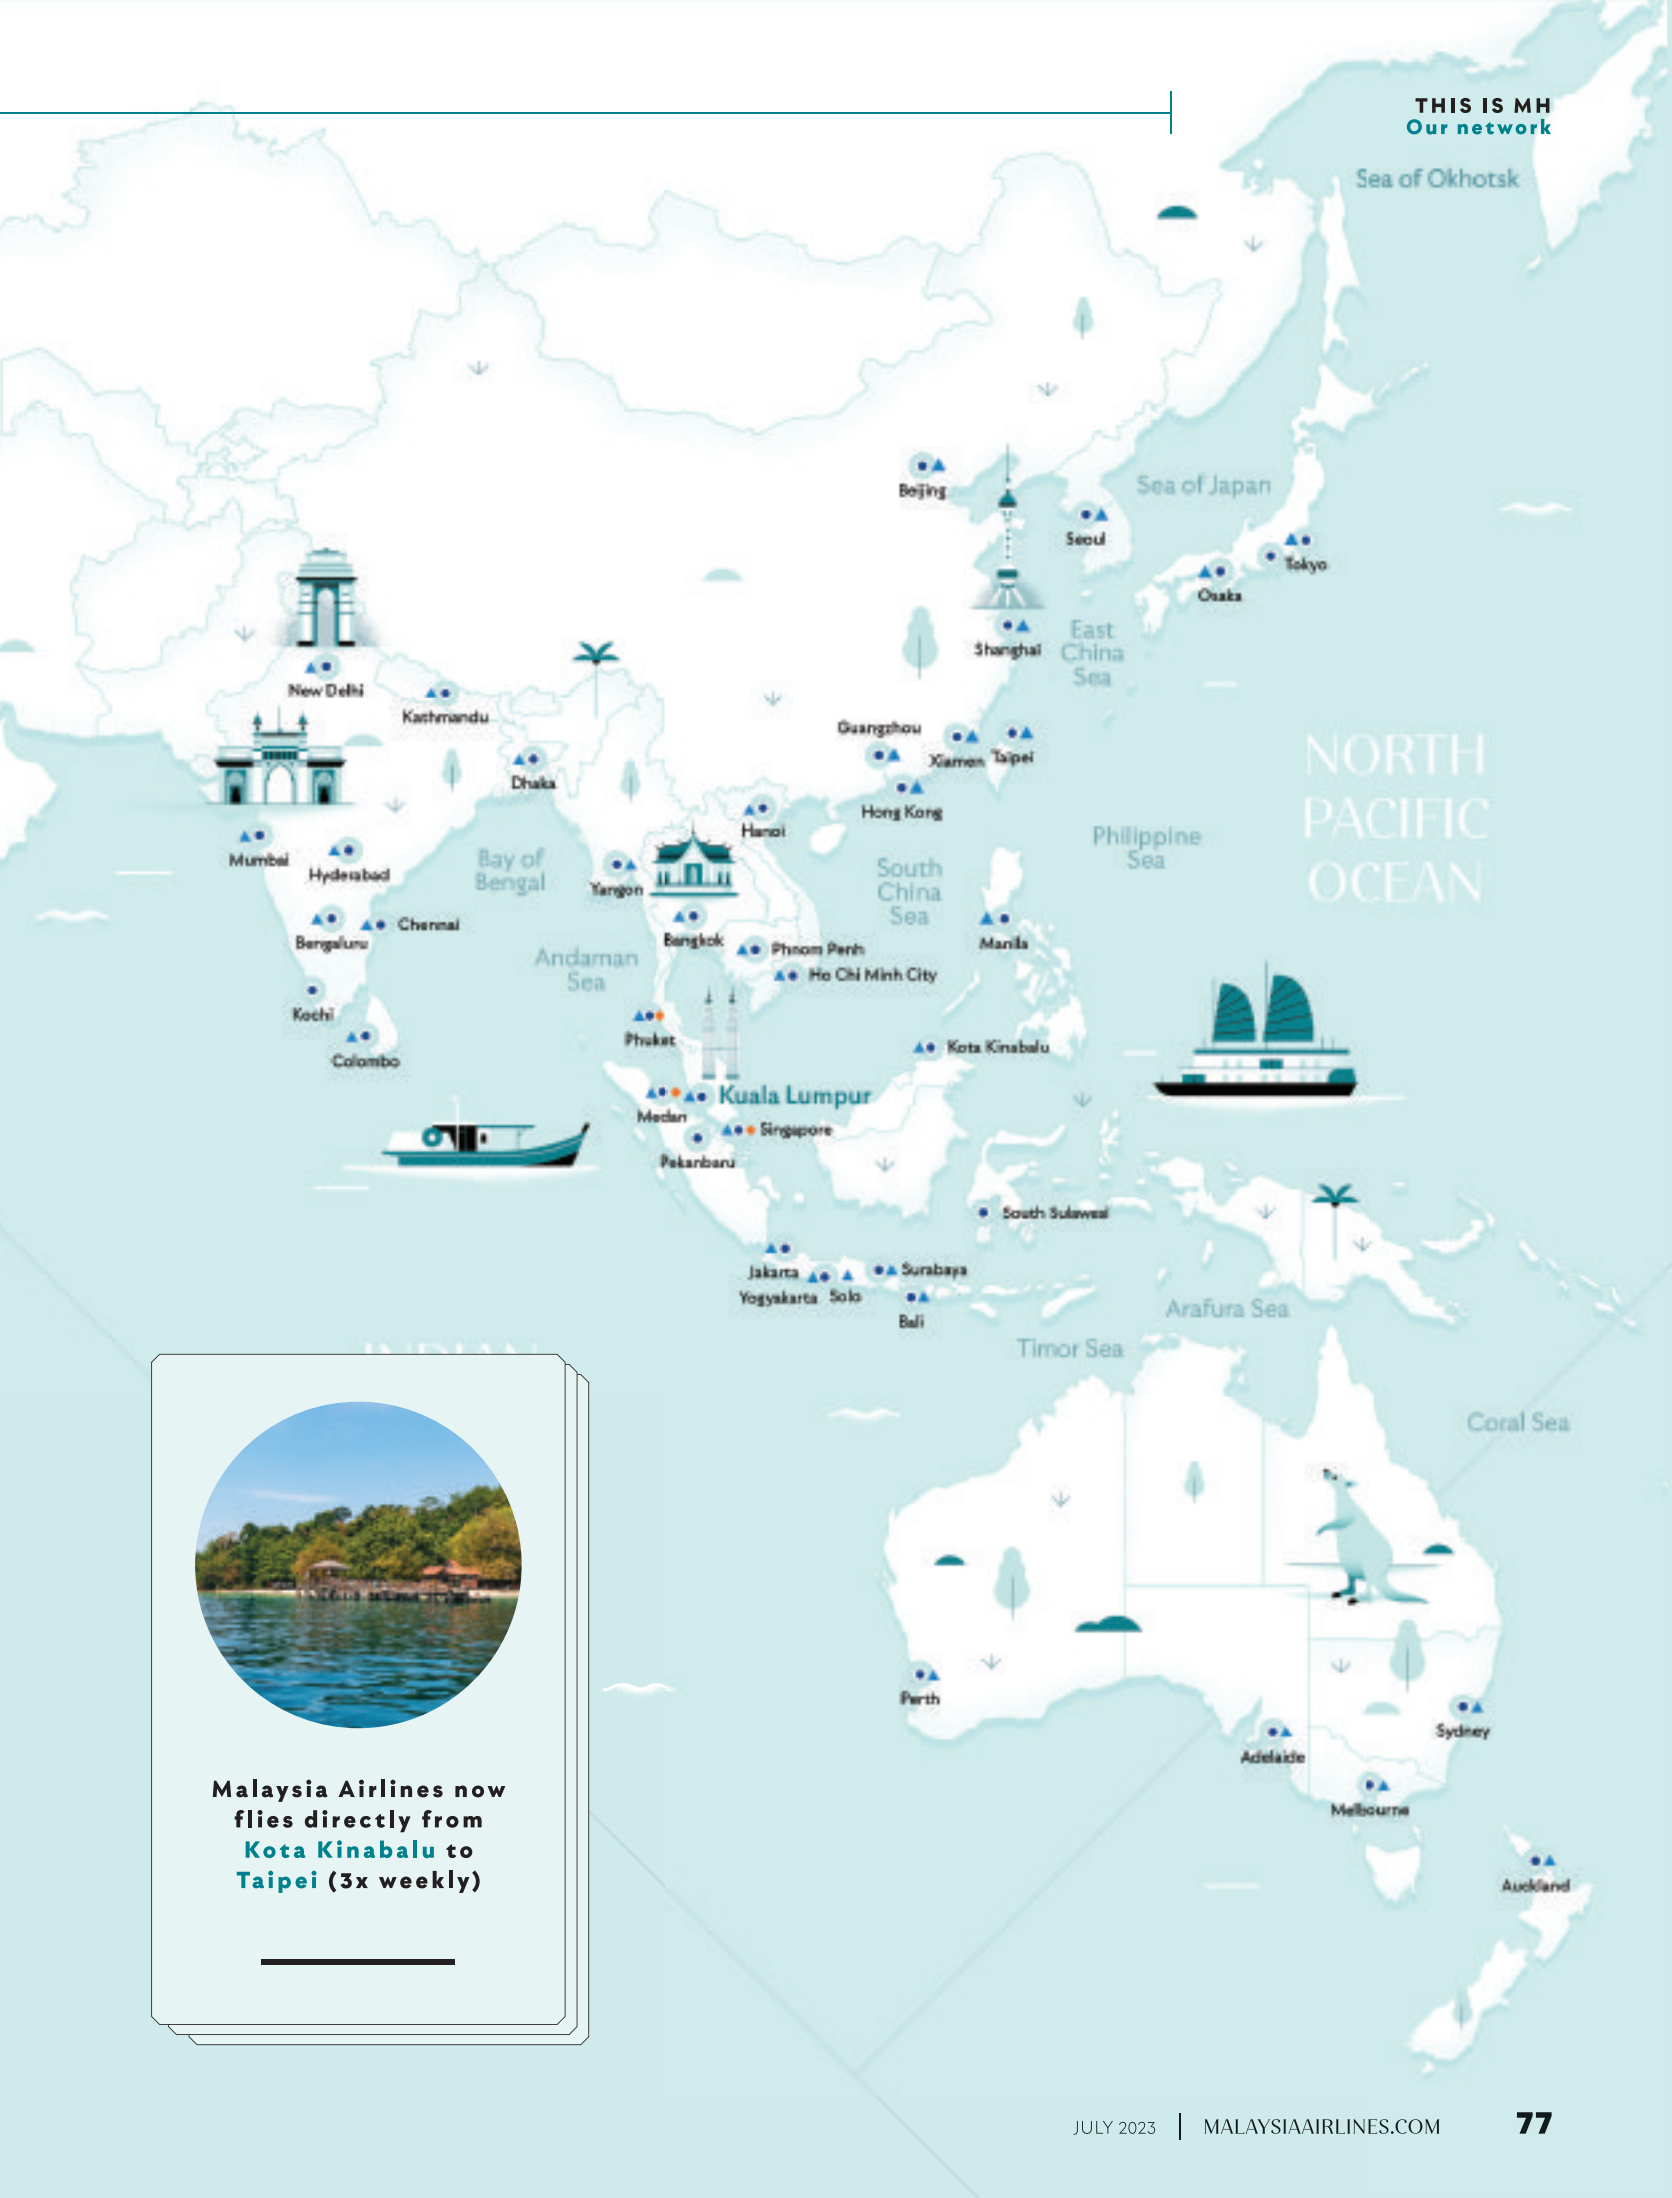 THIS IS MH
Our network
Sea of Okhotsk
Beijing
Sea of Japan
Seoul
Tokyo
Osaka
Shanghai
East
China
Sea
New Delhi
Kathmandu
Guangzhou
Xiamen
Taipei
Dhaka
Hong Kong
Hanoi
NORTH
PACIFIC
OCEAN
Mumbai
Hyderabad
Bay of
Bengal
Yangon
South
China
Sea
Philippine
Sea
Bengaluru
Chennai
Bangkok
Manila
Andaman
Sea
Phnom Penh
Ho Chi Minh City
Kochi
Colombo
Phuket
Kota Kinabalu
Kuala Lumpur
Medan
Singapore
Pekanbaru
South Sulawesi
Jakarta
Yogyakarta
Solo
Surabaya
Bali
Arafura Sea
Timor Sea
INDIAN
Coral Sea
Perth
Adelaide
Sydney
Melbourne
Auckland
Malaysia Airlines now
flies directly from
Kota Kinabalu to
Taipei (3x weekly)
JULY 2023 | MALAYSIAAIRLINES.COM 77